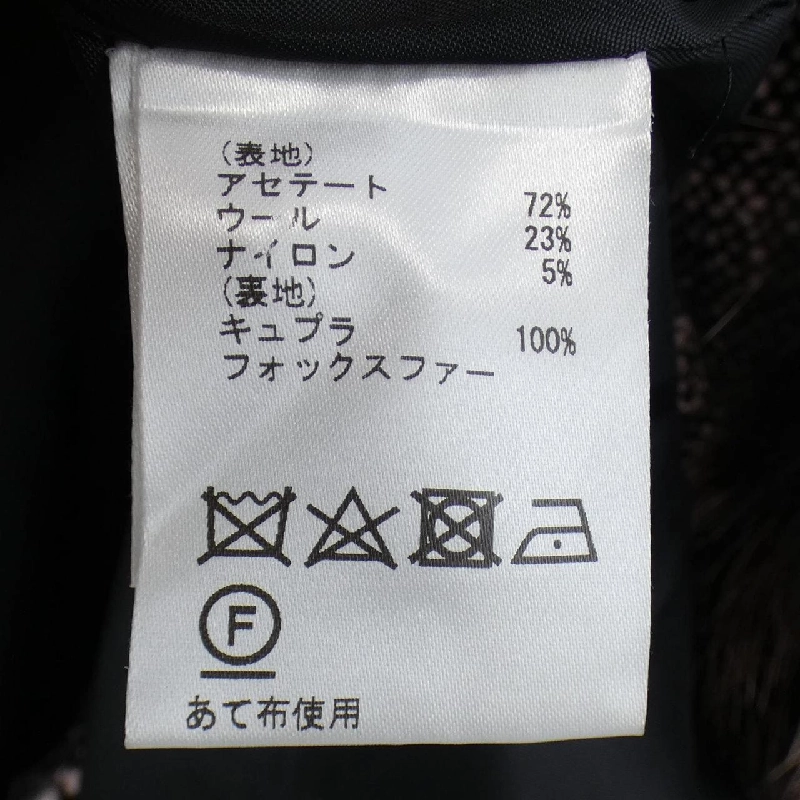 (表地)
アセテート 72%
ウール 23%
ナイロン 5%
(裏地)
キュプラ 100%
フォックスファー
F
あて布使用